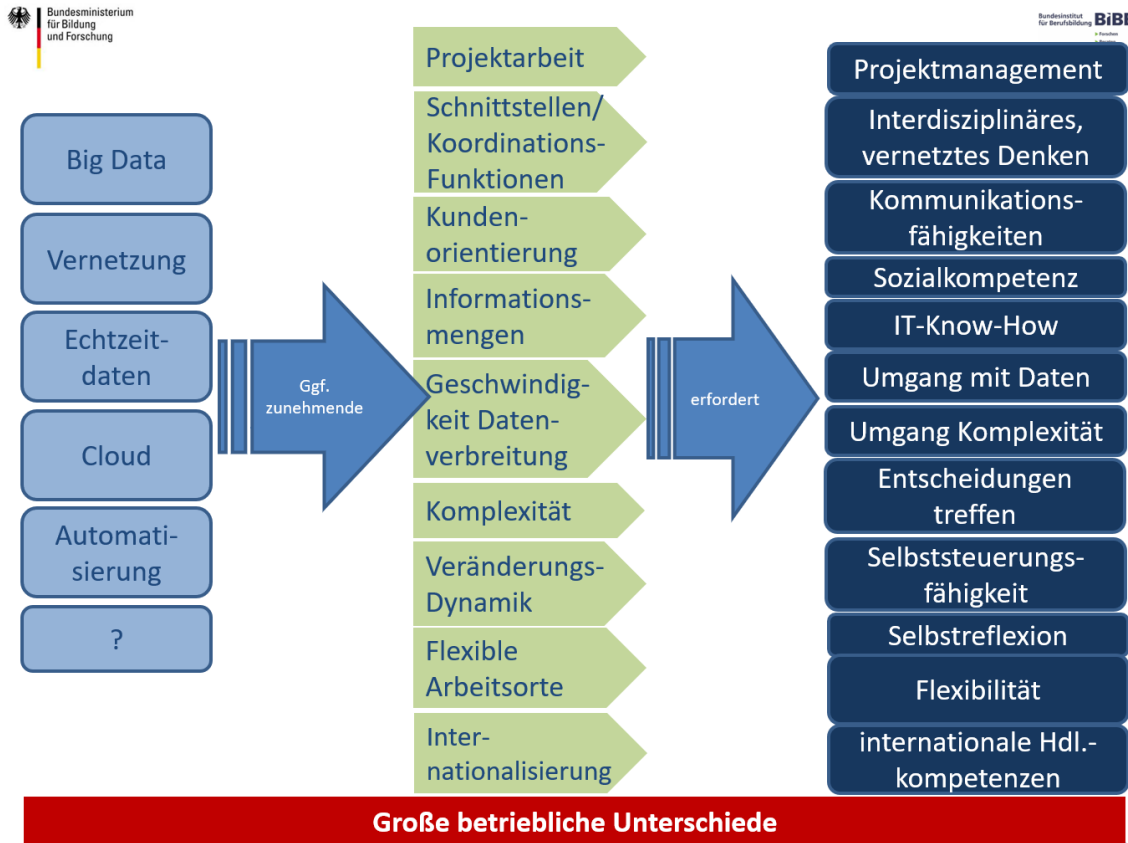 Bundesministerium
für Bildung
und Forschung
Bundesinstitut
für Berufsbildung
BiBB
Forschen
Big Data
Vernetzung
Echtzeit-
daten
Cloud
Automati-
sierung
?
Ggf.
zunehmende
Projektarbeit
Schnittstellen/
Koordinations-
Funktionen
Kunden-
orientierung
Informations-
mengen
Geschwindig-
keit Daten-
verbreitung
Komplexität
Veränderungs-
Dynamik
Flexible
Arbeitsorte
Inter-
nationalisierung
erfordert
Projektmanagement
Interdisziplinäres,
vernetztes Denken
Kommunikations-
fähigkeiten
Sozialkompetenz
IT-Know-How
Umgang mit Daten
Umgang Komplexität
Entscheidungen
treffen
Selbststeuerungs-
fähigkeit
Selbstreflexion
Flexibilität
internationale Hdl.-
kompetenzen
Große betriebliche Unterschiede